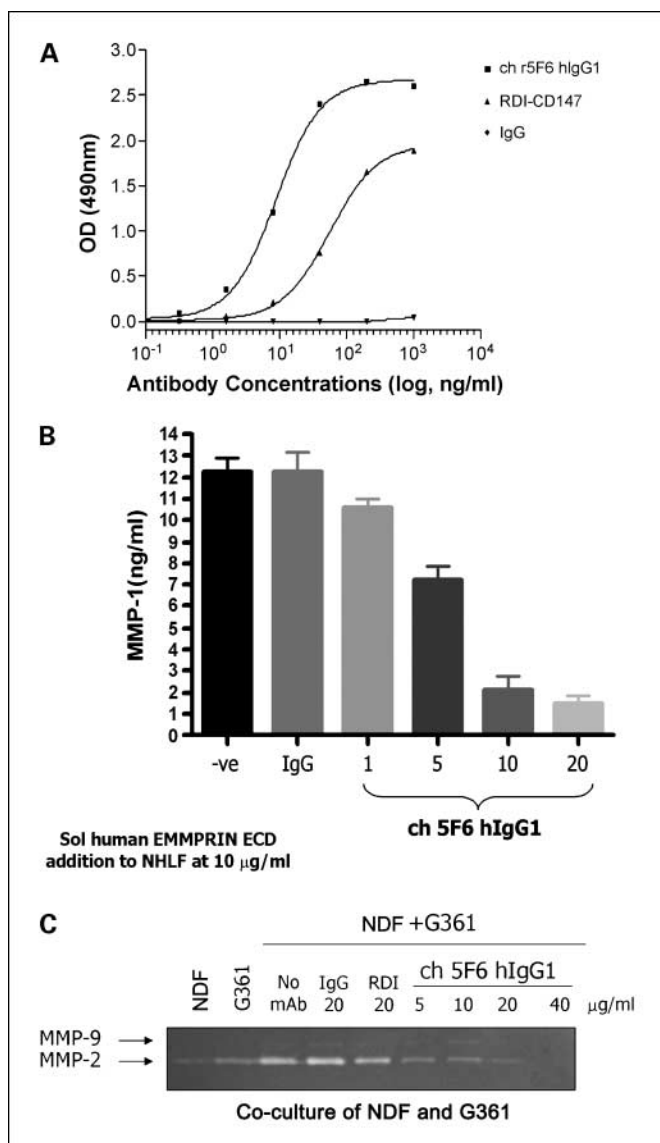 A
3.0
2.5
2.0
1.5
1.0
0.5
0.0
OD (490nm)
10-1 100 101 102 103 104
Antibody Concentrations (log, ng/ml)
ch r5F6 hIgG1
RDI-CD147
IgG
B
14
13
12
11
10
9
8
7
6
5
4
3
2
1
0
MMP-1(ng/ml)
-ve IgG 1 5 10 20
ch 5F6 hIgG1
Sol human EMMPRIN ECD
addition to NHLF at 10 μg/ml
C
NDF +G361
NDF
G361
No IgG RDI ch 5F6 hIgG1
mAb 20 20 5 10 20 40 μg/ml
MMP-9
MMP-2
Co-culture of NDF and G361